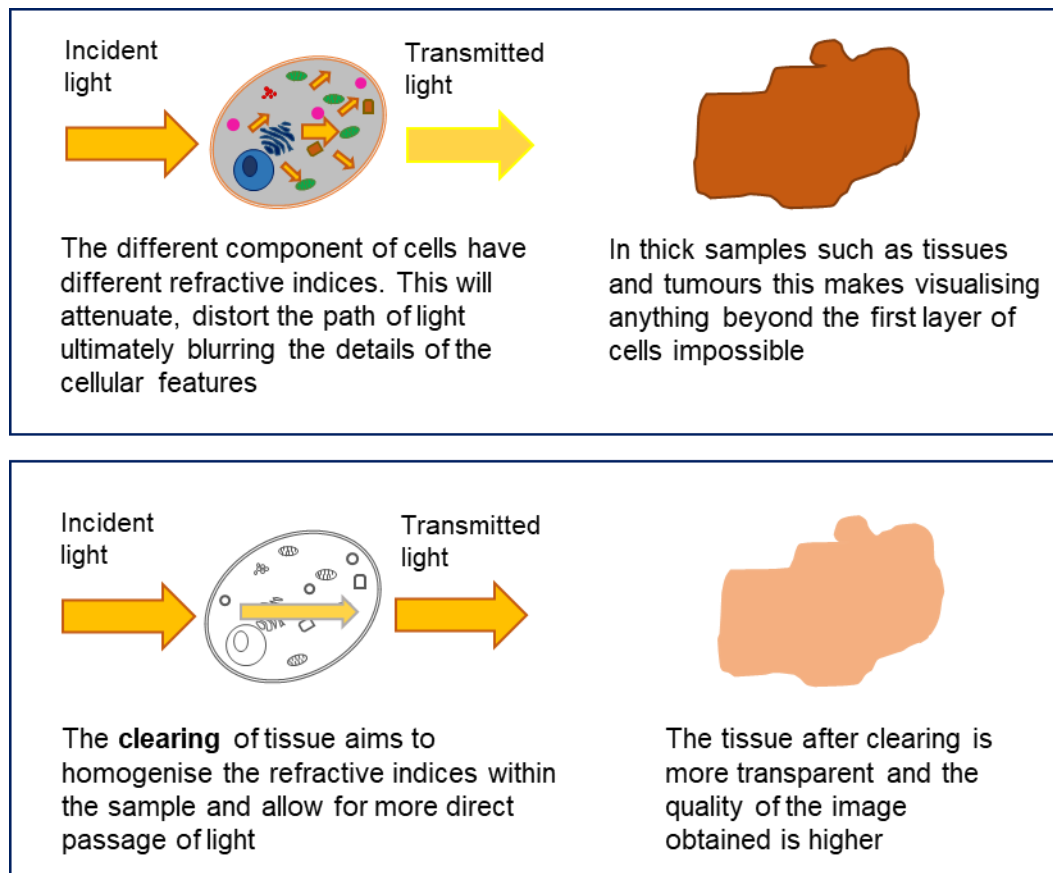 Incident
light
Transmitted
light
The different component of cells have
different refractive indices. This will
attenuate, distort the path of light
ultimately blurring the details of the
cellular features
In thick samples such as tissues
and tumours this makes visualising
anything beyond the first layer of
cells impossible
Incident
light
Transmitted
light
The clearing of tissue aims to
homogenise the refractive indices within
the sample and allow for more direct
passage of light
The tissue after clearing is
more transparent and the
quality of the image
obtained is higher